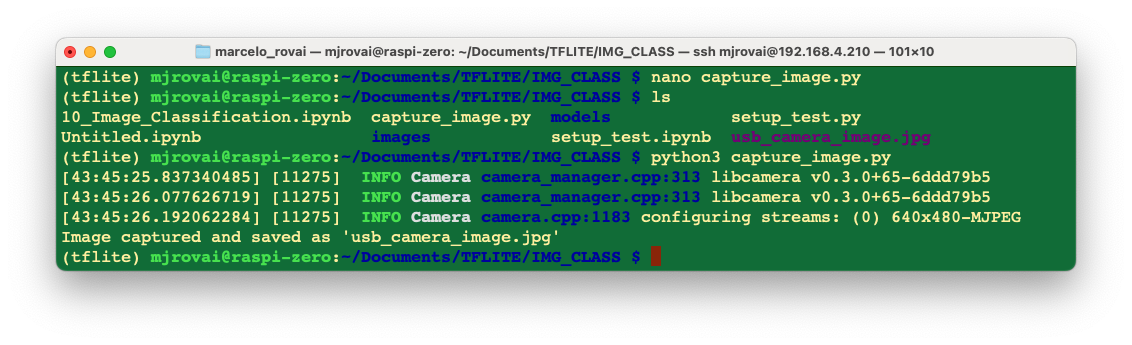 marcelo_rovai — mjrovai@raspi-zero: ~/Documents/TFLITE/IMG_CLASS — ssh mjrovai@192.168.4.210 — 101×10
(tflite) mjrovai@raspi-zero:~/Documents/TFLITE/IMG_CLASS $ nano capture_image.py
(tflite) mjrovai@raspi-zero:~/Documents/TFLITE/IMG_CLASS $ ls
10_Image_Classification.ipynb  capture_image.py  models            setup_test.py
Untitled.ipynb                 images            setup_test.ipynb  usb_camera_image.jpg
(tflite) mjrovai@raspi-zero:~/Documents/TFLITE/IMG_CLASS $ python3 capture_image.py
[43:45:25.837340485] [11275]  INFO Camera camera_manager.cpp:313 libcamera v0.3.0+65-6ddd79b5
[43:45:26.077626719] [11275]  INFO Camera camera_manager.cpp:313 libcamera v0.3.0+65-6ddd79b5
[43:45:26.192062284] [11275]  INFO Camera camera.cpp:1183 configuring streams: (0) 640x480-MJPEG
Image captured and saved as 'usb_camera_image.jpg'
(tflite) mjrovai@raspi-zero:~/Documents/TFLITE/IMG_CLASS $